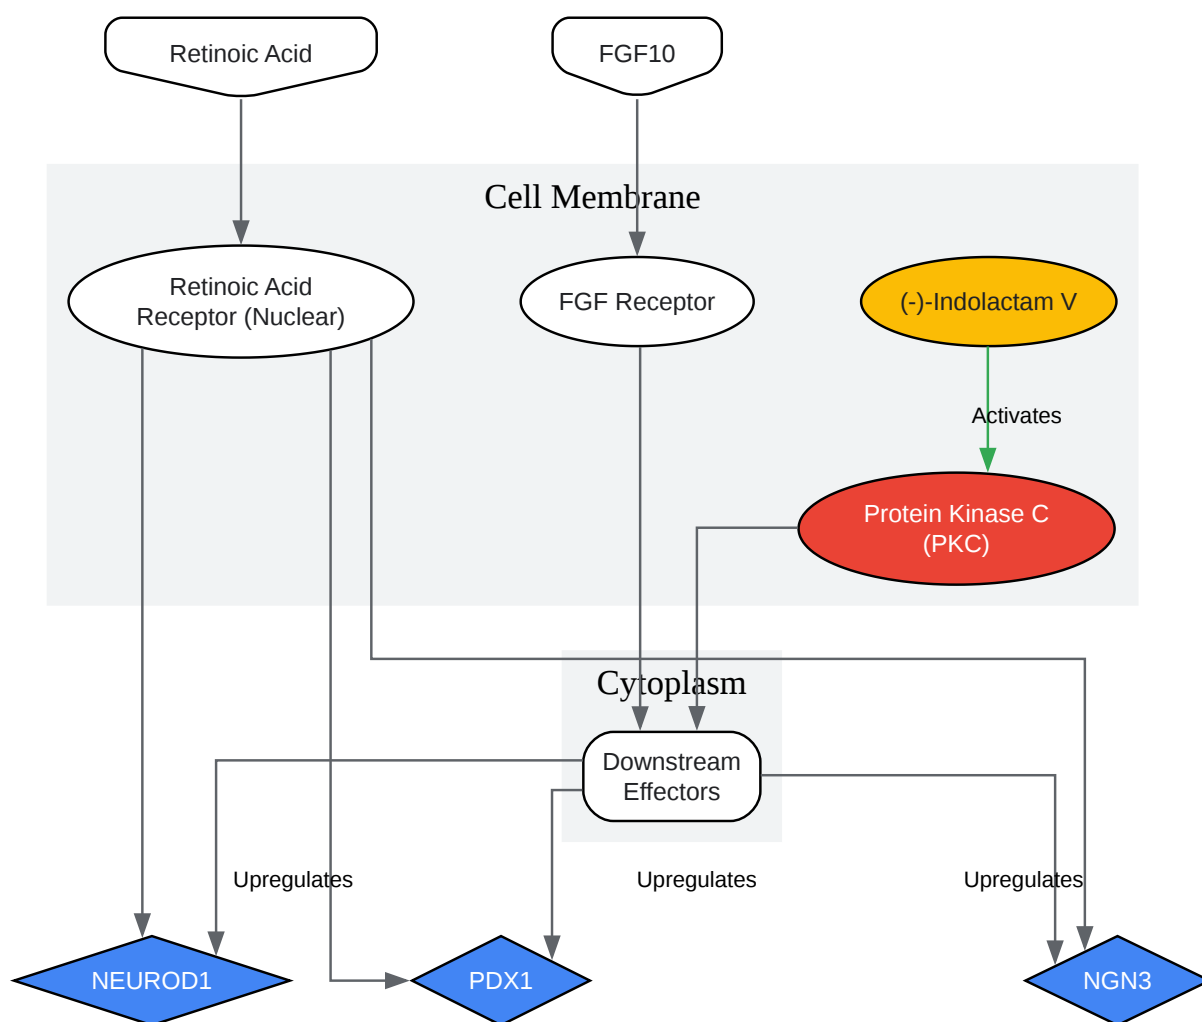 Retinoic Acid
FGF10
Cell Membrane
Retinoic Acid
Receptor (Nuclear)
FGF Receptor
(-)-Indolactam V
Activates
Protein Kinase C
(PKC)
Cytoplasm
Downstream
Effectors
Upregulates
Upregulates
Upregulates
NEUROD1
PDX1
NGN3